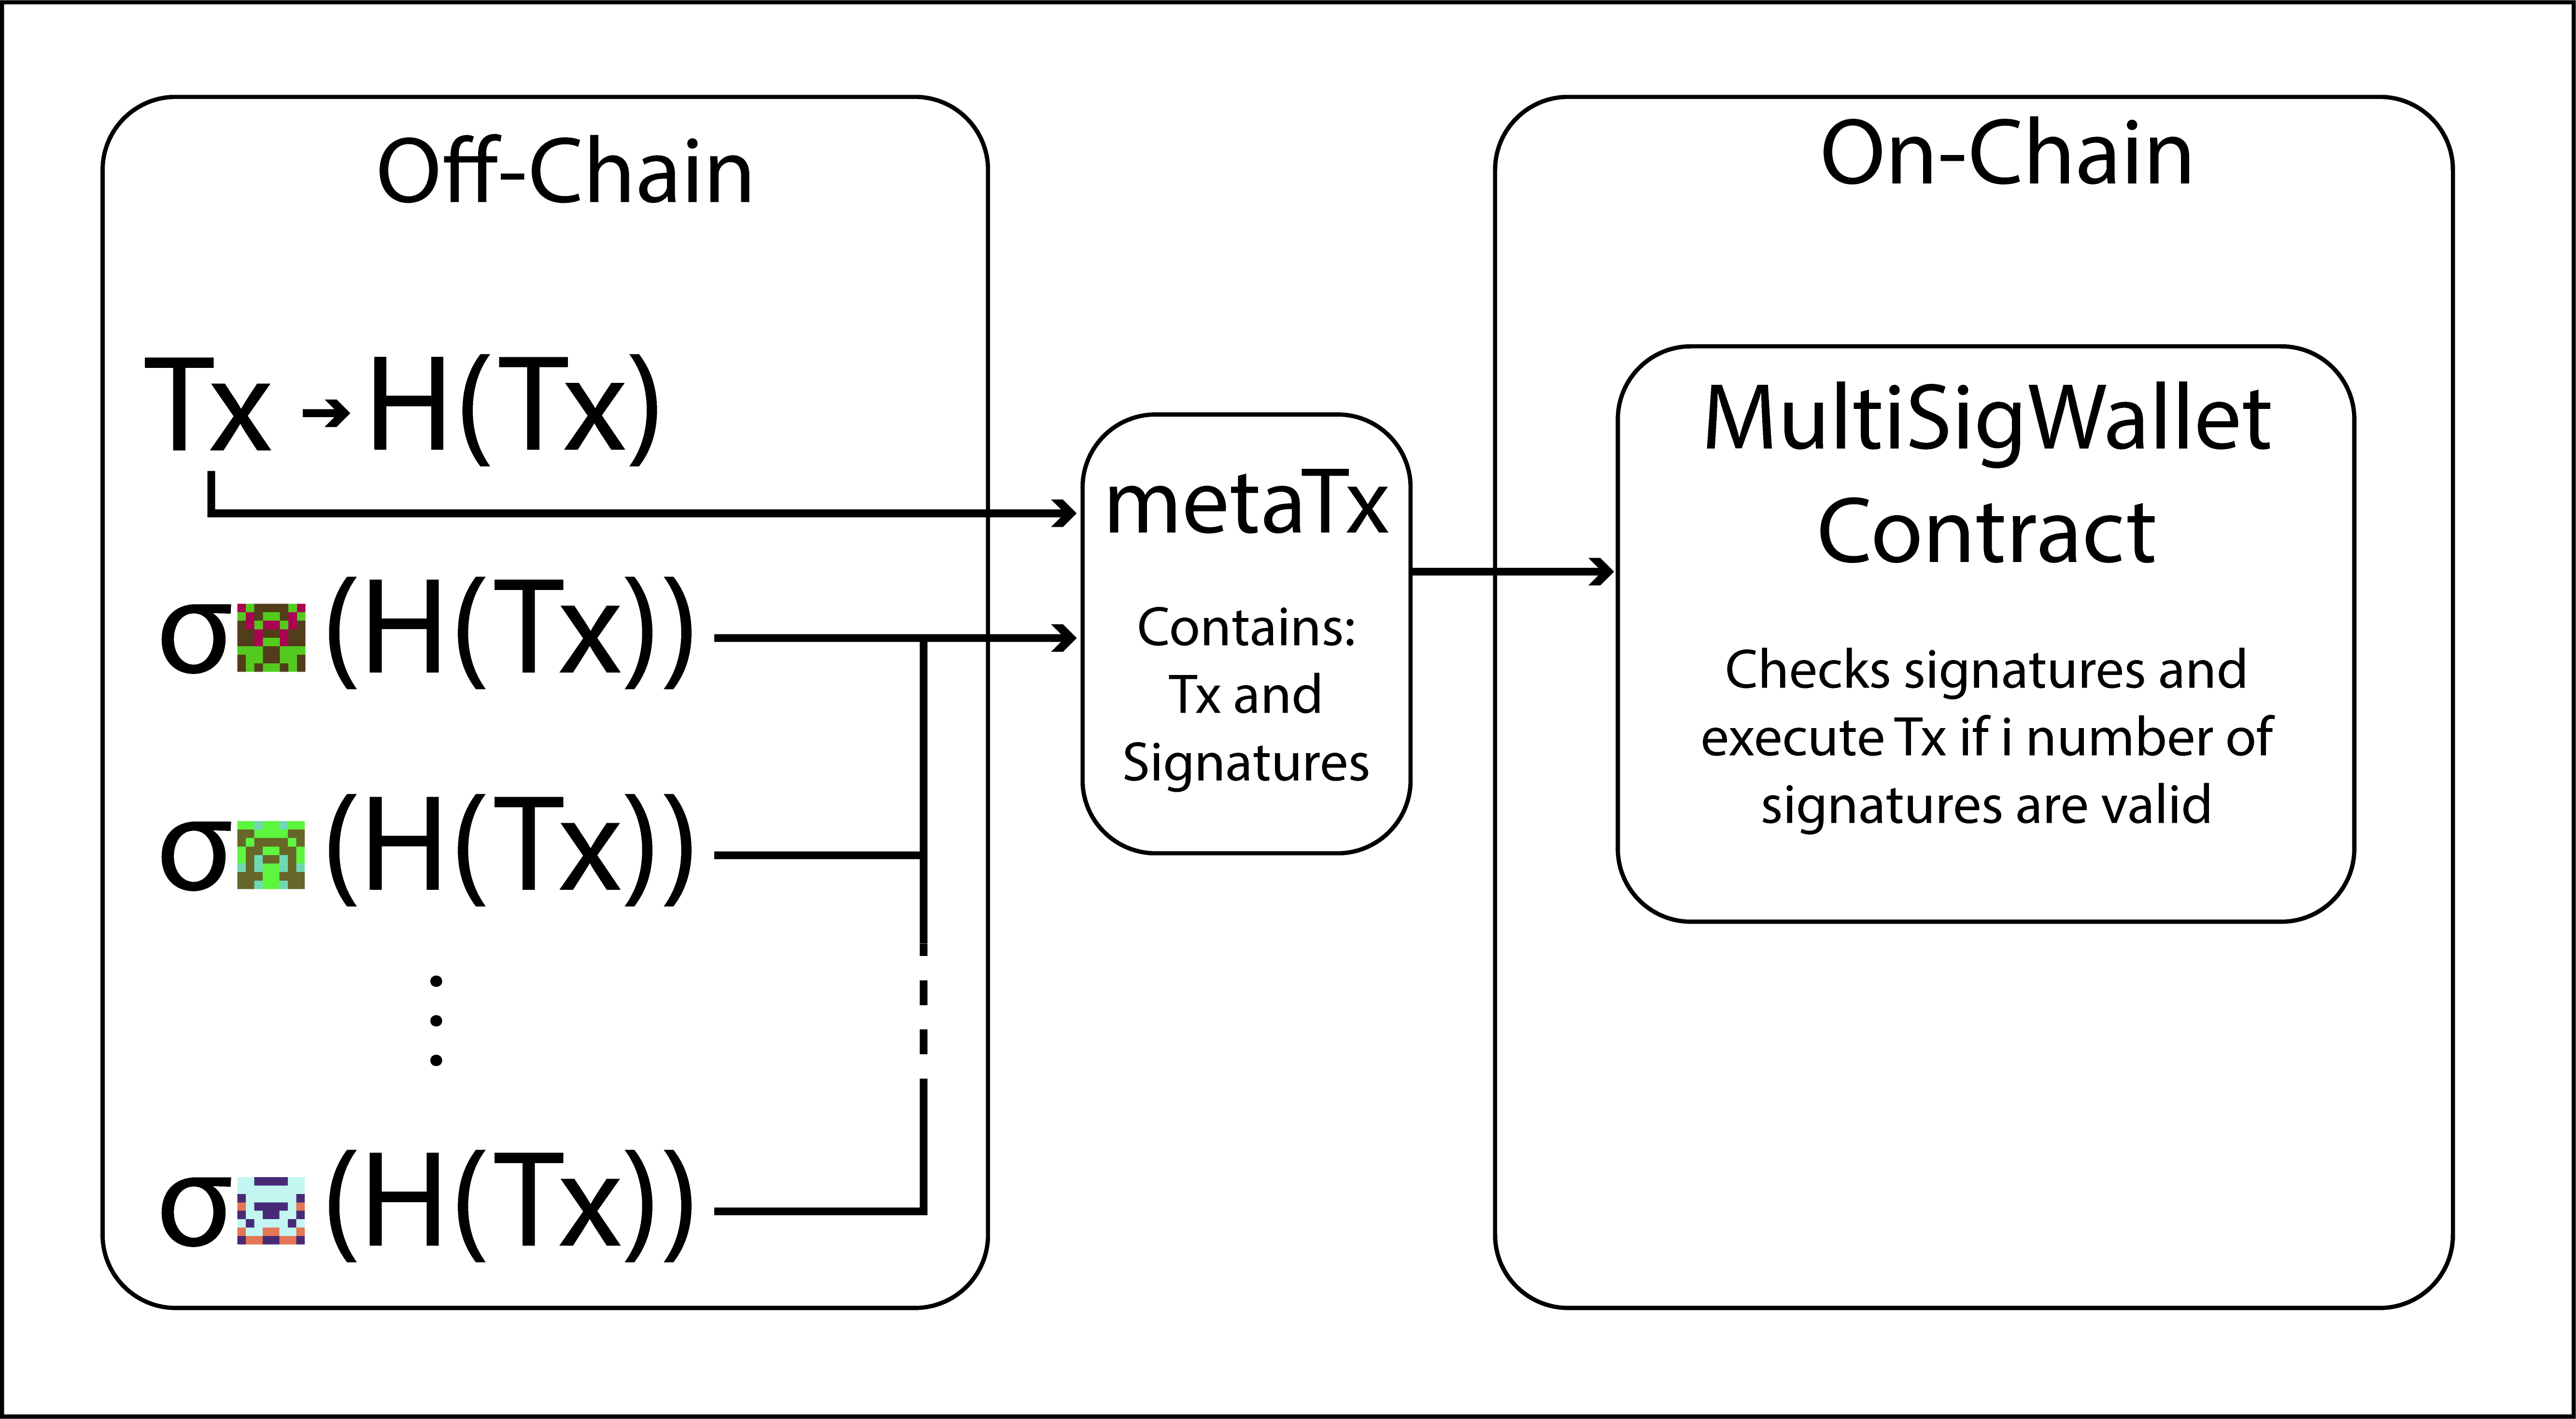 Off-Chain
Tx → H(Tx)
σ (H(Tx))
σ (H(Tx))
⋮
σ (H(Tx))
metaTx
Contains:
Tx and
Signatures
On-Chain
MultiSigWallet
Contract
Checks signatures and
execute Tx if i number of
signatures are valid